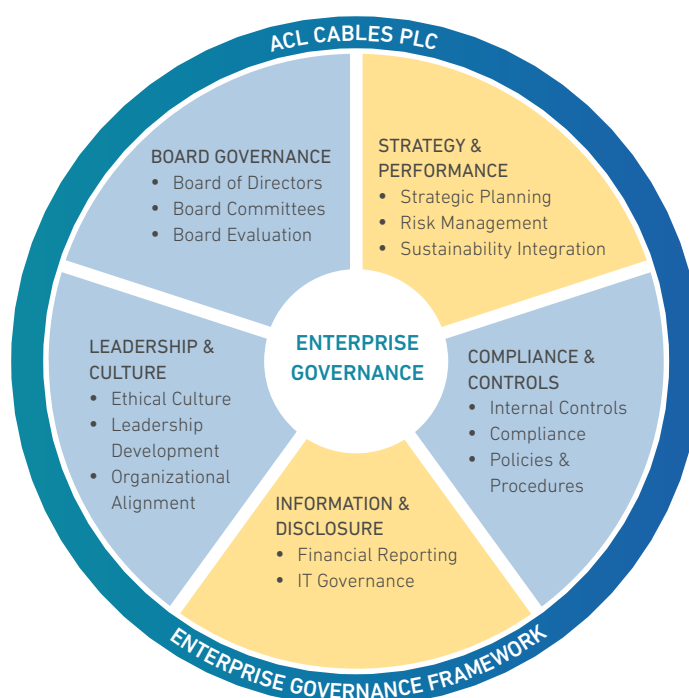 ACL CABLES PLC
BOARD GOVERNANCE
• Board of Directors
• Board Committees
• Board Evaluation
STRATEGY &
PERFORMANCE
• Strategic Planning
• Risk Management
• Sustainability Integration
ENTERPRISE
GOVERNANCE
LEADERSHIP &
CULTURE
• Ethical Culture
• Leadership
Development
• Organizational
Alignment
COMPLIANCE &
CONTROLS
• Internal Controls
• Compliance
• Policies &
Procedures
INFORMATION &
DISCLOSURE
• Financial Reporting
• IT Governance
ENTERPRISE GOVERNANCE FRAMEWORK